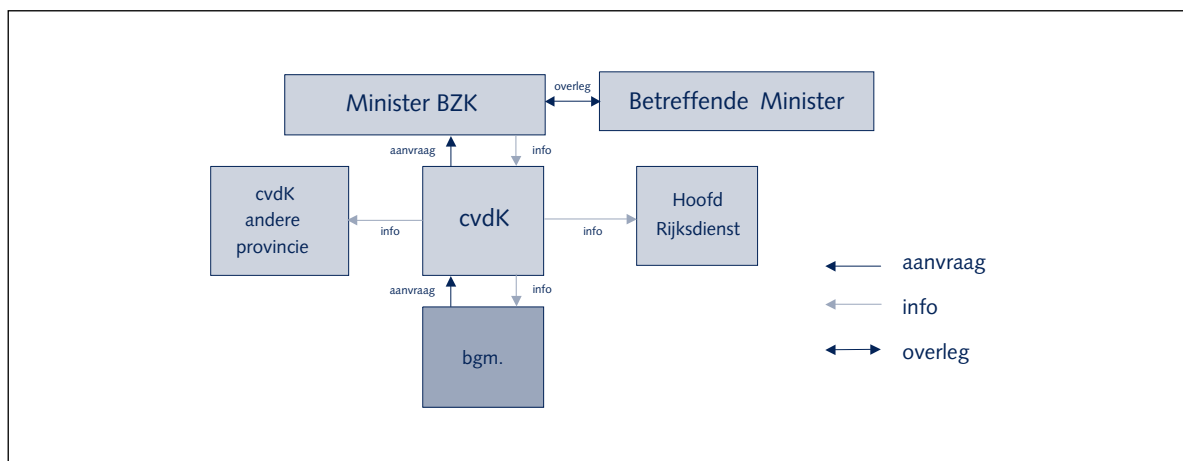 overleg
Minister BZK
Betreffende Minister
aanvraag
info
cvdK
andere
provincie
info
cvdK
info
Hoofd
Rijksdienst
aanvraag
info
bgm.
aanvraag
info
overleg